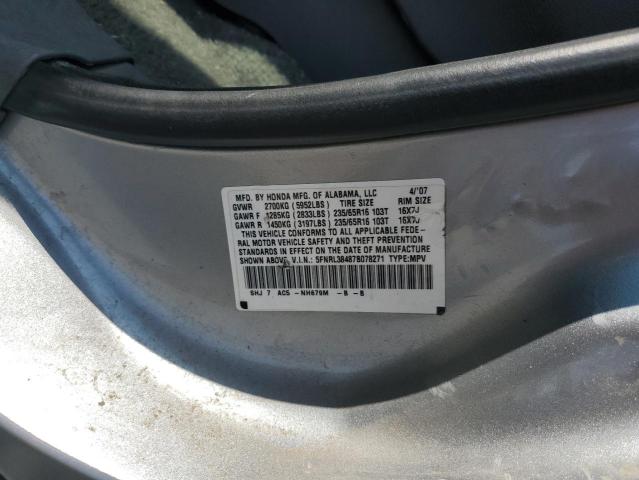 MFD. BY HONDA MFG. OF ALABAMA, LLC 4/'07
GVWR 2700KG (5952LBS) TIRE SIZE RIM SIZE
GAWR F 1285KG (2833LBS) 235/65R16 103T 16X7J
GAWR R 1450KG (3197LBS) 235/65R16 103T 16X7J
THIS VEHICLE CONFORMS TO ALL APPLICABLE FEDE-
RAL MOTOR VEHICLE SAFETY AND THEFT PREVENTION
STANDARDS IN EFFECT ON THE DATE OF MANUFACTURE
SHOWN ABOVE. V.I.N.: 5FNRL38487B078271 TYPE:MPV
SHJ 7 AC5 -NH679M -B -B